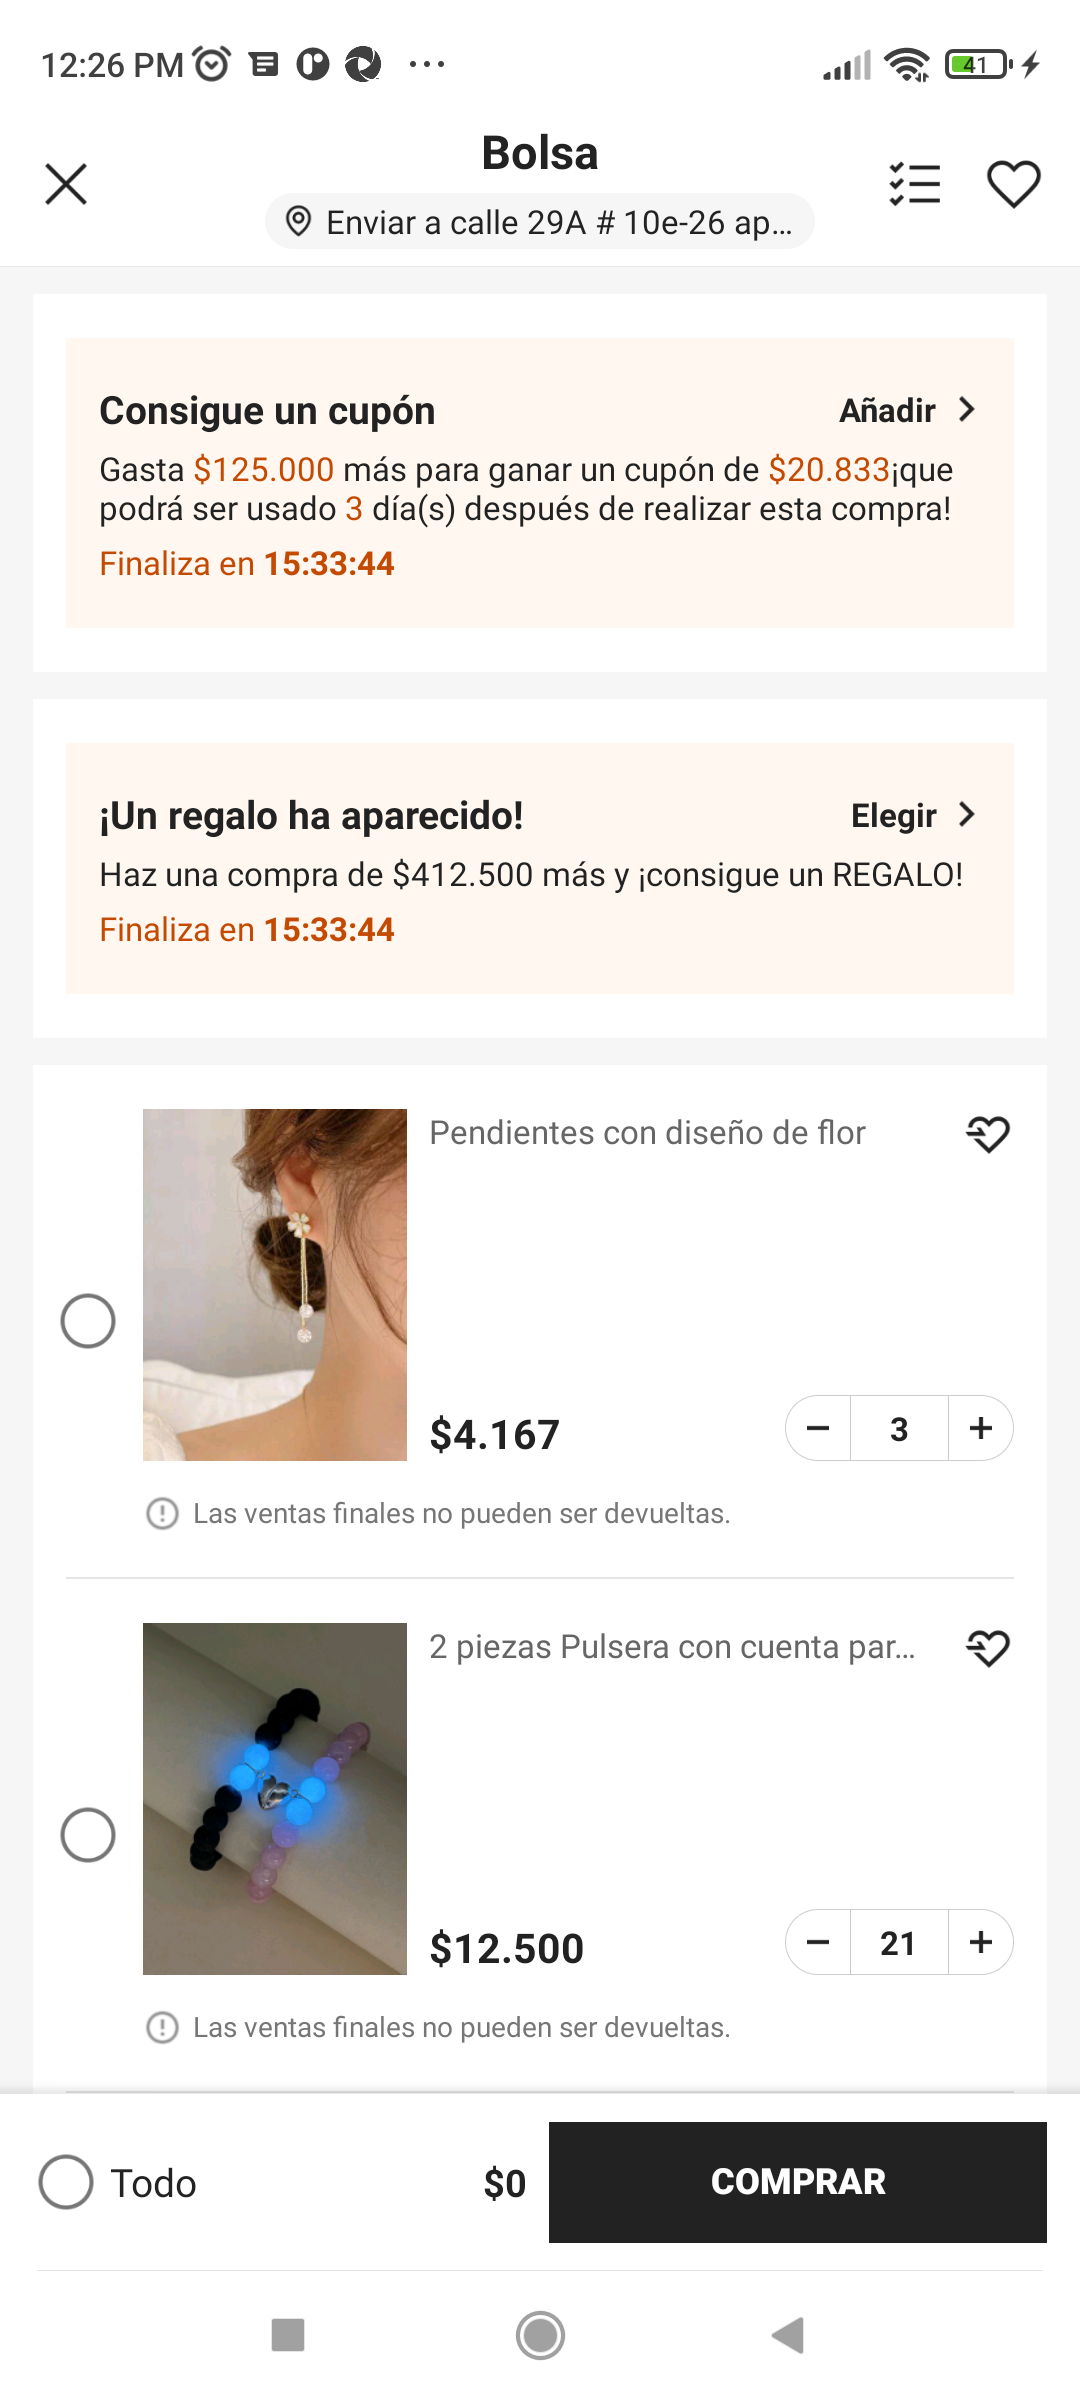 12:26 PM
41
Bolsa
Enviar a calle 29A # 10e-26 ap...
Consigue un cupón
Añadir
Gasta $125.000 más para ganar un cupón de $20.833¡que
podrá ser usado 3 día(s) después de realizar esta compra!
Finaliza en 15:33:44
¡Un regalo ha aparecido!
Elegir
Haz una compra de $412.500 más y ¡consigue un REGALO!
Finaliza en 15:33:44
Pendientes con diseño de flor
$4.167
3
Las ventas finales no pueden ser devueltas.
2 piezas Pulsera con cuenta par...
$12.500
21
Las ventas finales no pueden ser devueltas.
Todo
$0
COMPRAR